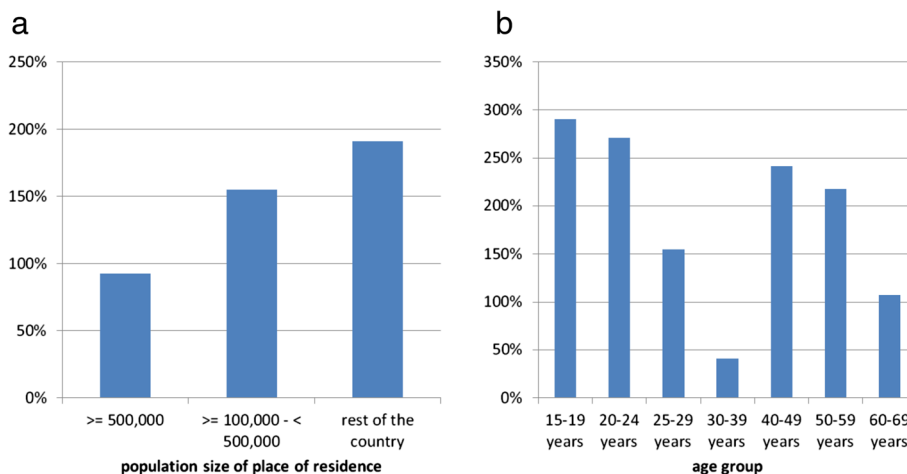 a
250%
200%
150%
100%
50%
0%
>= 500,000
>= 100,000 - <
500,000
rest of the
country
population size of place of residence
b
350%
300%
250%
200%
150%
100%
50%
0%
15-19
years
20-24
years
25-29
years
30-39
years
40-49
years
50-59
years
60-69
years
age group